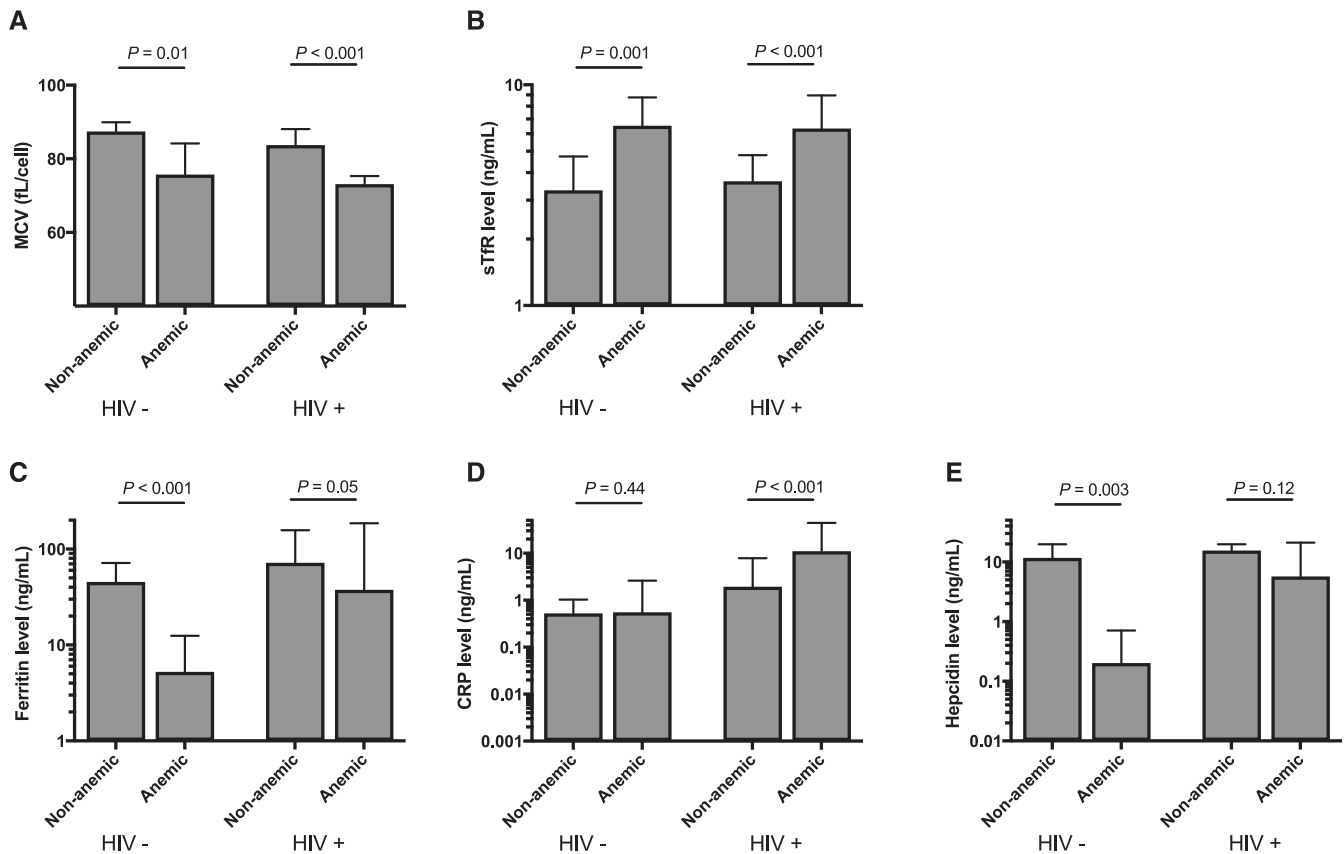 A
P = 0.01
P < 0.001
MCV (fL/cell)
100
80
60
Non-anemic
Anemic
Non-anemic
Anemic
HIV -
HIV +
B
P = 0.001
P < 0.001
sTfR level (ng/mL)
10
1
Non-anemic
Anemic
Non-anemic
Anemic
HIV -
HIV +
C
P < 0.001
P = 0.05
Ferritin level (ng/mL)
100
10
1
Non-anemic
Anemic
Non-anemic
Anemic
HIV -
HIV +
D
P = 0.44
P < 0.001
CRP level (ng/mL)
10
1
0.1
0.01
0.001
Non-anemic
Anemic
Non-anemic
Anemic
HIV -
HIV +
E
P = 0.003
P = 0.12
Hepcidin level (ng/mL)
10
1
0.1
0.01
Non-anemic
Anemic
Non-anemic
Anemic
HIV -
HIV +